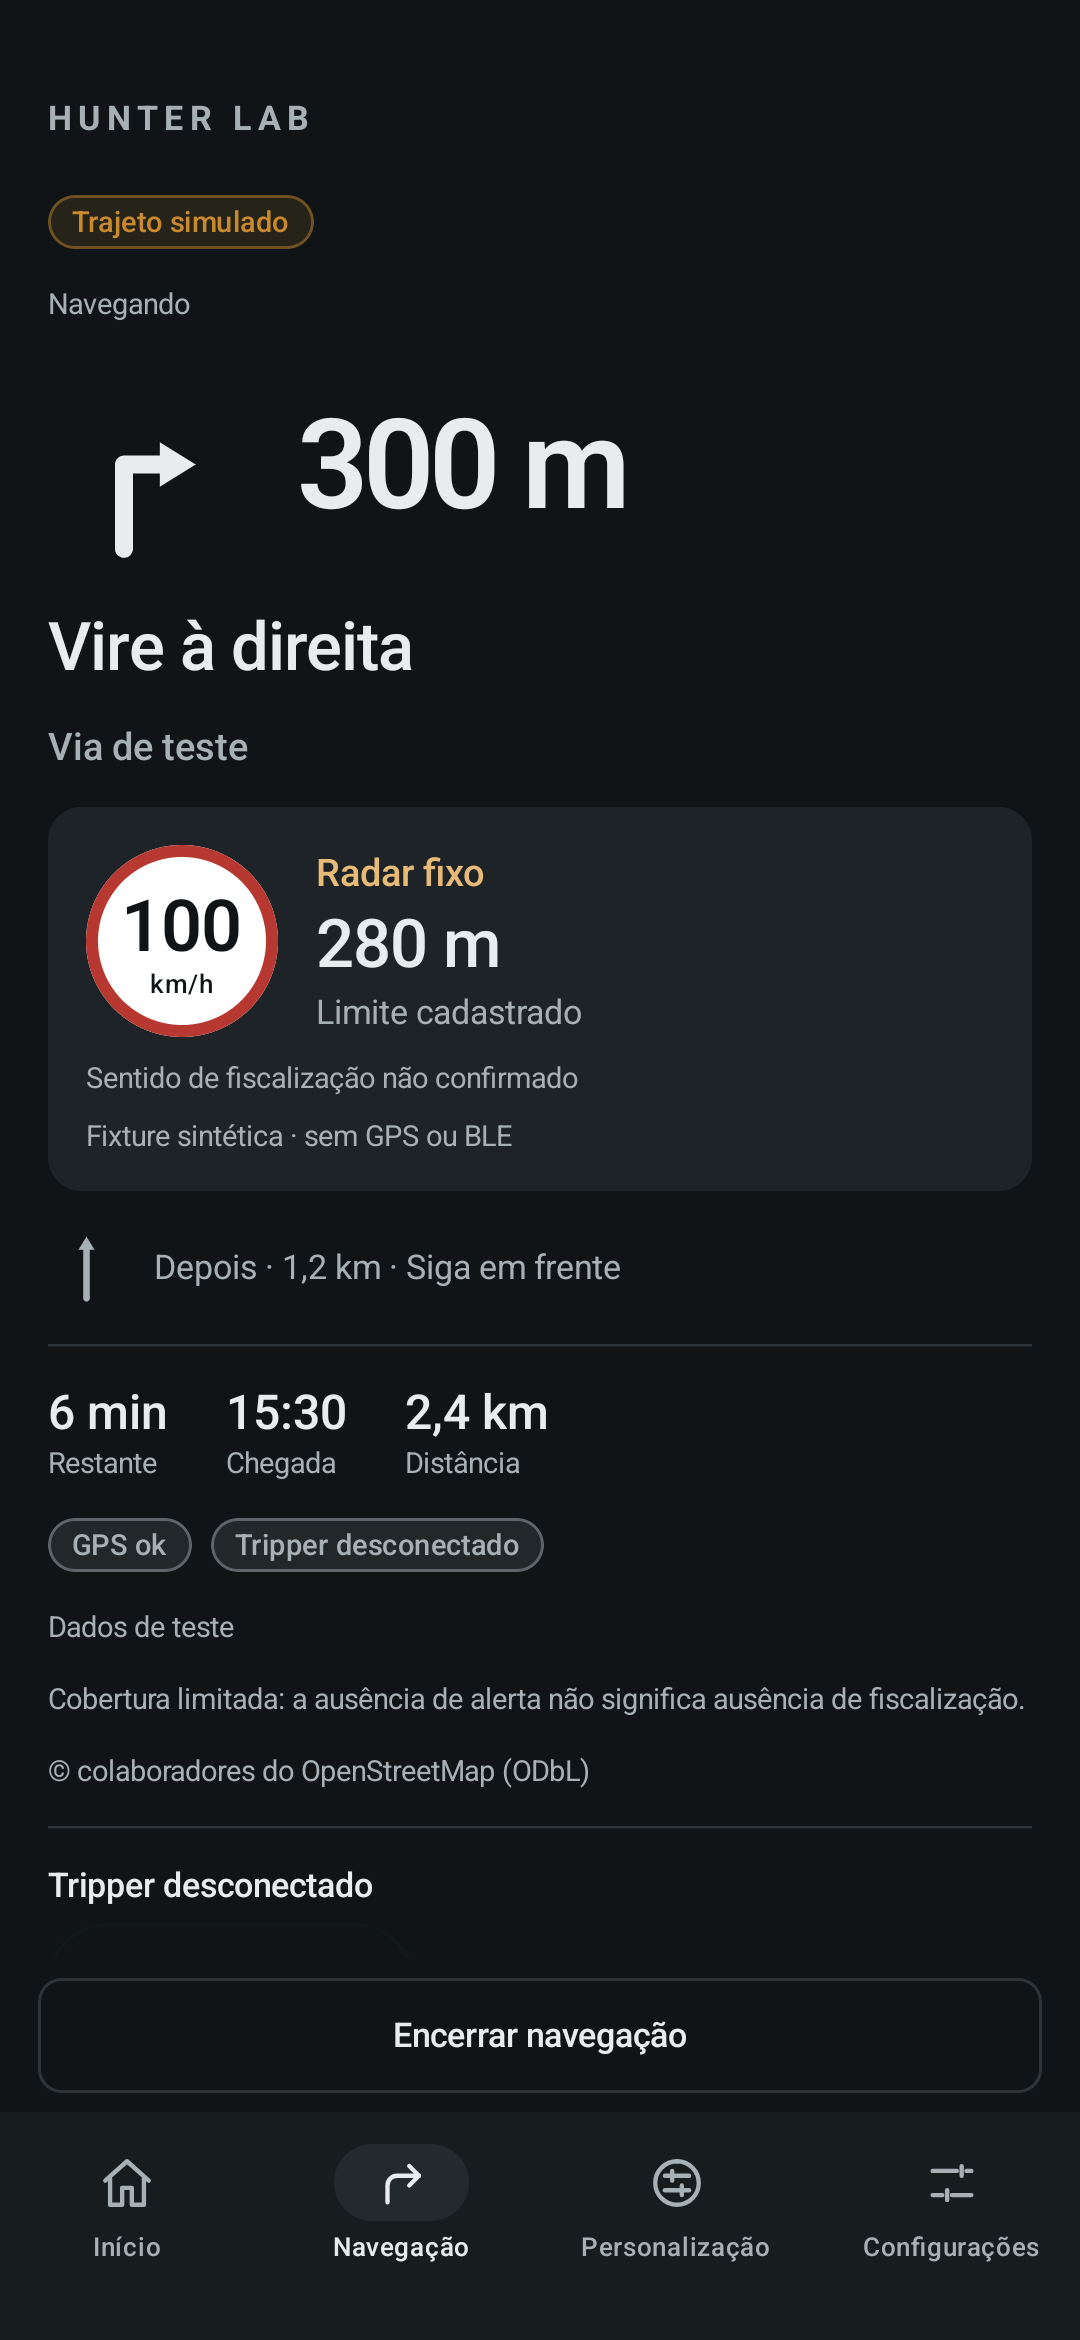 HUNTER LAB
Trajeto simulado
Navegando
300 m
Vire à direita
Via de teste
100
km/h
Radar fixo
280 m
Limite cadastrado
Sentido de fiscalização não confirmado
Fixture sintética · sem GPS ou BLE
Depois · 1,2 km · Siga em frente
6 min
Restante
15:30
Chegada
2,4 km
Distância
GPS ok
Tripper desconectado
Dados de teste
Cobertura limitada: a ausência de alerta não significa ausência de fiscalização.
© colaboradores do OpenStreetMap (ODbL)
Tripper desconectado
Encerrar navegação
Início
Navegação
Personalização
Configurações